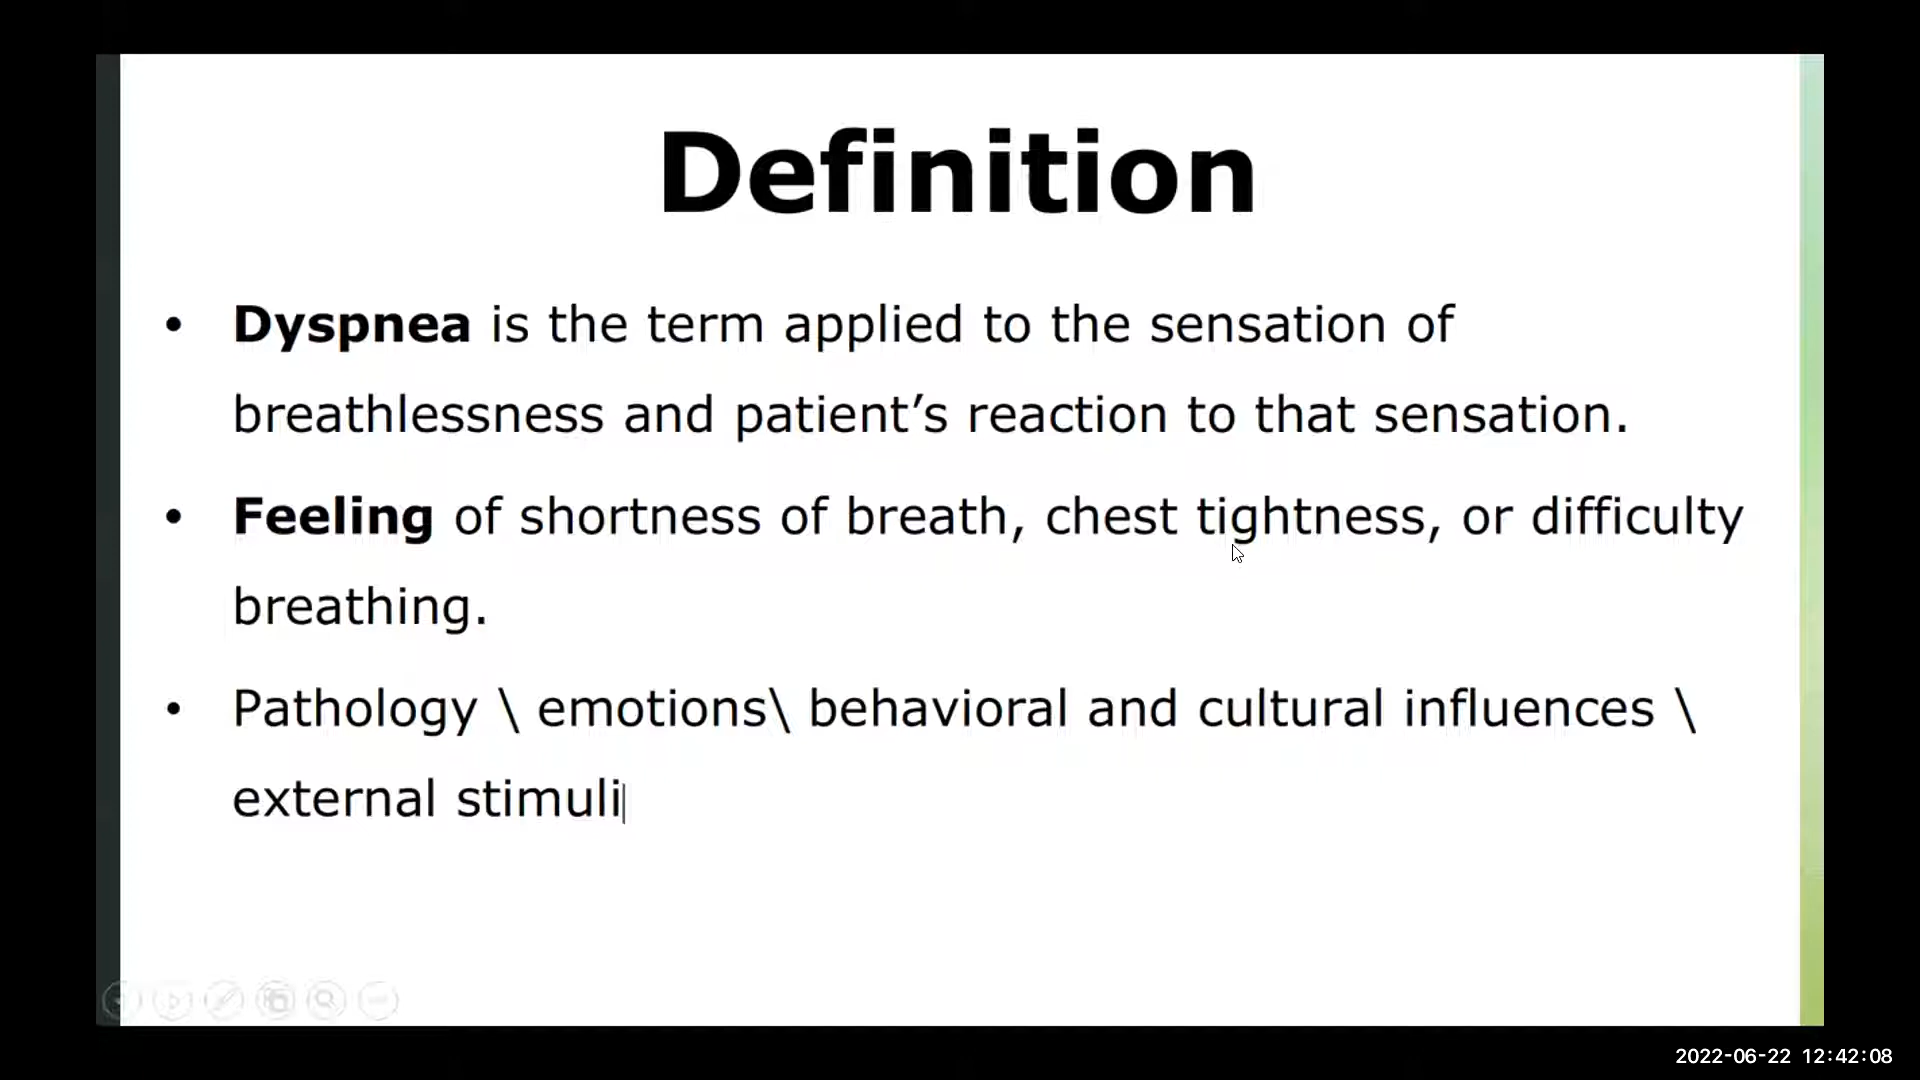 Definition
• Dyspnea is the term applied to the sensation of
breathlessness and patient’s reaction to that sensation.
• Feeling of shortness of breath, chest tightness, or difficulty
breathing.
• Pathology \ emotions\ behavioral and cultural influences \
external stimuli
2022-06-22 12:42:08